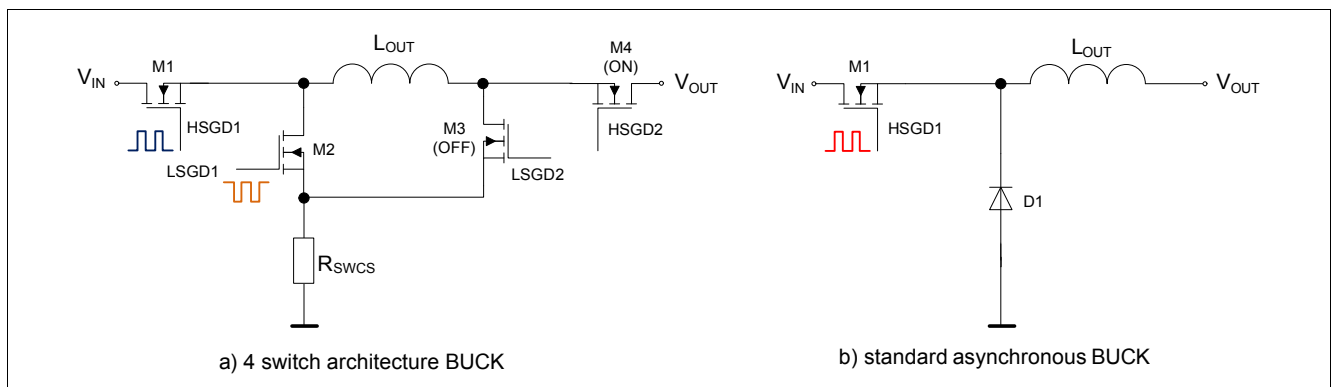 LOUT
M1
VIN
HSGD1
M2
LSGD1
M3
(OFF)
LSGD2
M4
(ON)
VOUT
HSGD2
RSWCS
a) 4 switch architecture BUCK
LOUT
M1
VIN
HSGD1
VOUT
D1
b) standard asynchronous BUCK